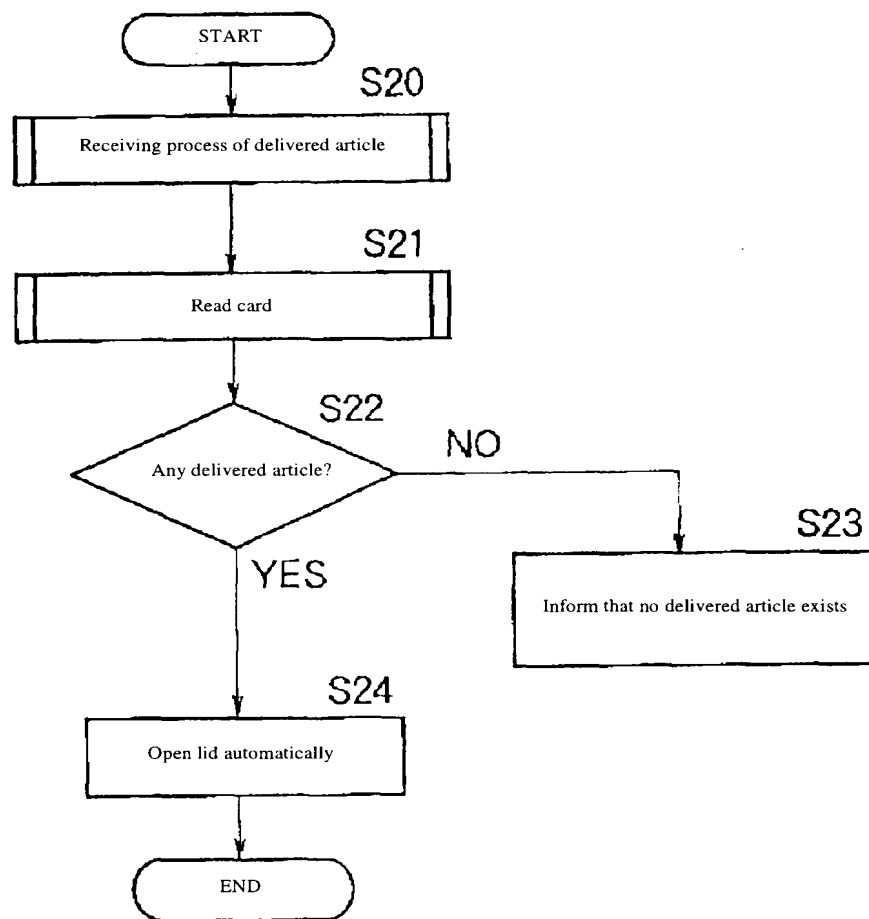 START
S20
Receiving process of delivered article
S21
Read card
S22
Any delivered article?
NO
S23
Inform that no delivered article exists
YES
S24
Open lid automatically
END